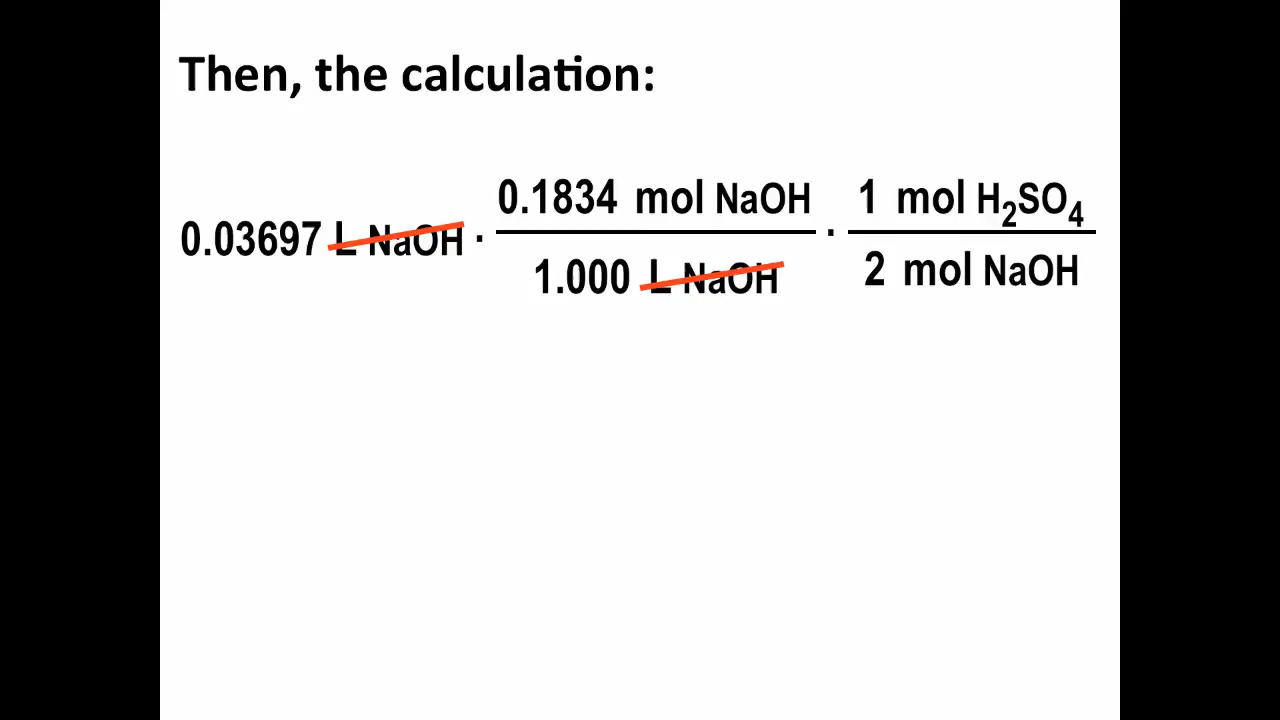 Then, the calculation:
0.03697 L NaOH · 0.1834 mol NaOH / 1.000 L NaOH · 1 mol H₂SO₄ / 2 mol NaOH